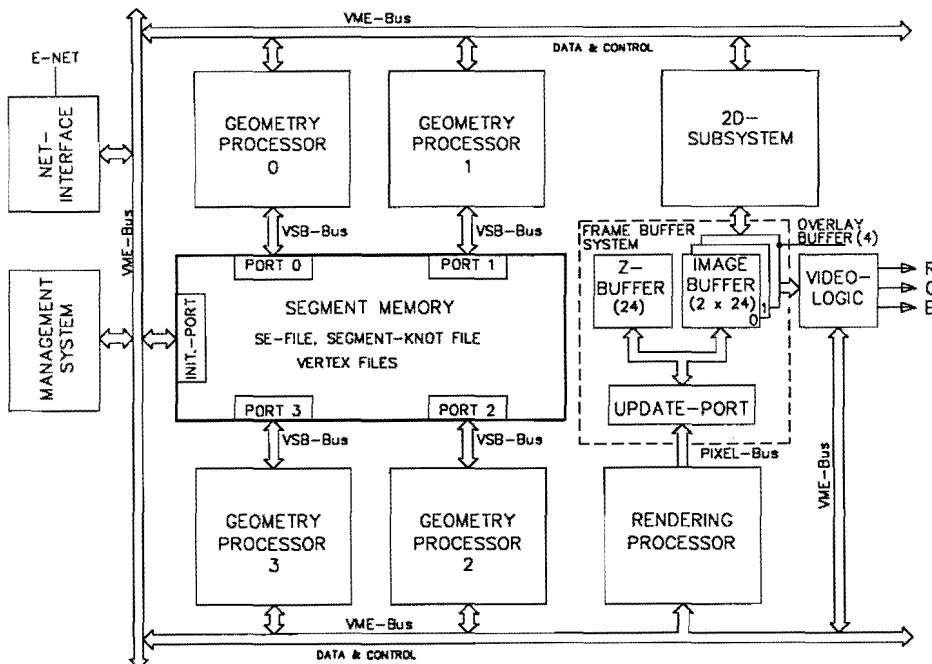 VME-Bus
DATA & CONTROL
E-NET
NET-
INTERFACE
GEOMETRY
PROCESSOR
0
GEOMETRY
PROCESSOR
1
2D-
SUBSYSTEM
VME-Bus
VSB-Bus
VSB-Bus
FRAME BUFFER
SYSTEM
OVERLAY
BUFFER (4)
MANAGEMENT
SYSTEM
INIT.-PORT
PORT 0
PORT 1
SEGMENT MEMORY
SE-FILE, SEGMENT-KNOT FILE
VERTEX FILES
PORT 3
PORT 2
Z-
BUFFER
(24)
IMAGE
BUFFER
(2 x 24)
0
1
VIDEO-
LOGIC
R
UPDATE-PORT
VSB-Bus
VSB-Bus
PIXEL-Bus
VME-Bus
GEOMETRY
PROCESSOR
3
GEOMETRY
PROCESSOR
2
RENDERING
PROCESSOR
VME-Bus
DATA & CONTROL